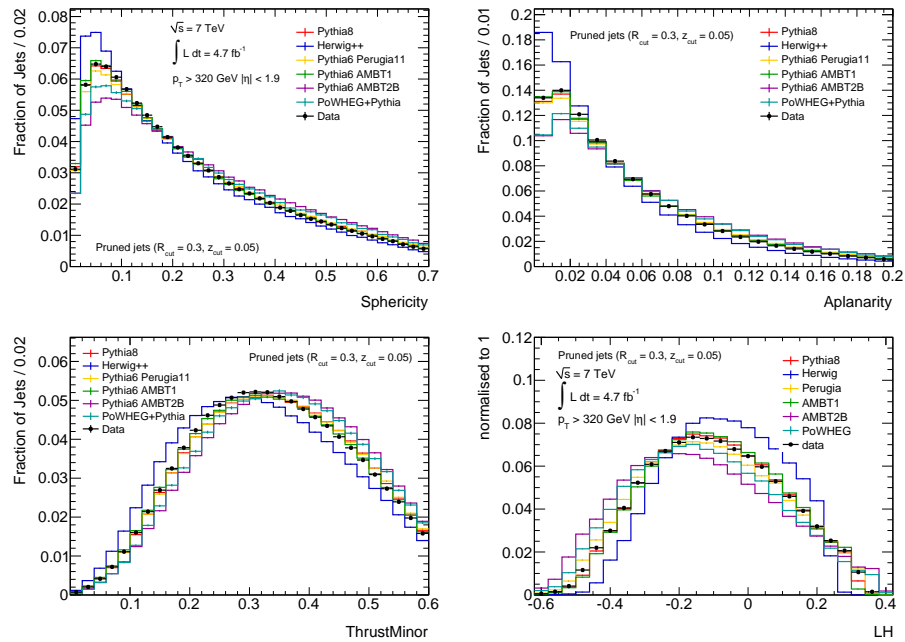 Fraction of Jets / 0.02
0.08
0.07
0.06
0.05
0.04
0.03
0.02
0.01
0
√s = 7 TeV
∫ L dt = 4.7 fb⁻¹
p_T > 320 GeV |η| < 1.9
Pythia8
Herwig++
Pythia6 Perugia11
Pythia6 AMBT1
Pythia6 AMBT2B
PoWHEG+Pythia
Data
Pruned jets (R_cut = 0.3, z_cut = 0.05)
0.1 0.2 0.3 0.4 0.5 0.6 0.7
Sphericity
Fraction of Jets / 0.01
0.2
0.18
0.16
0.14
0.12
0.1
0.08
0.06
0.04
0.02
0
Pruned jets (R_cut = 0.3, z_cut = 0.05)
Pythia8
Herwig++
Pythia6 Perugia11
Pythia6 AMBT1
Pythia6 AMBT2B
PoWHEG+Pythia
Data
0.02 0.04 0.06 0.08 0.1 0.12 0.14 0.16 0.18 0.2
Aplanarity
Fraction of Jets / 0.02
0.06
0.05
0.04
0.03
0.02
0.01
0
Pythia8
Herwig++
Pythia6 Perugia11
Pythia6 AMBT1
Pythia6 AMBT2B
PoWHEG+Pythia
Data
Pruned jets (R_cut = 0.3, z_cut = 0.05)
0.1 0.2 0.3 0.4 0.5 0.6
ThrustMinor
normalised to 1
0.12
0.1
0.08
0.06
0.04
0.02
0.00
Pruned jets (R_cut = 0.3, z_cut = 0.05)
√s = 7 TeV
∫ L dt = 4.7 fb⁻¹
p_T > 320 GeV |η| < 1.9
Pythia8
Herwig
Perugia
AMBT1
AMBT2B
PoWHEG
data
-0.6 -0.4 -0.2 0 0.2 0.4
LH